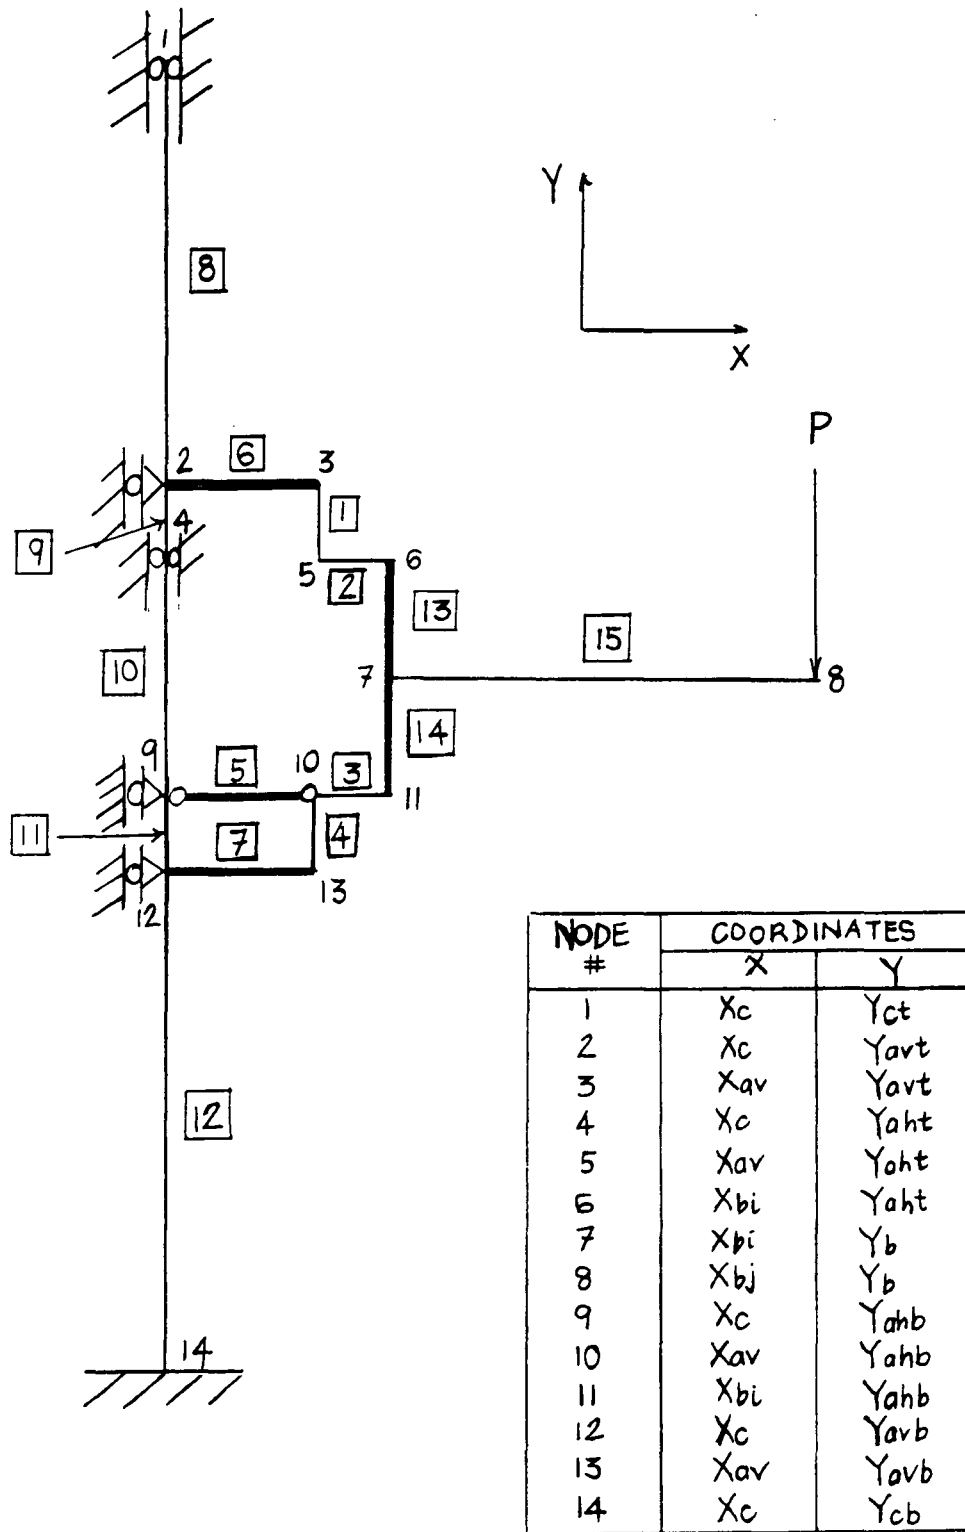 1
8
Y
X
P
2
6
3
1
4
9
5
2
6
13
15
10
7
8
14
9
5
10
3
11
11
7
4
12
13
12
14
NODE # COORDINATES
X Y
1 Xc Yct
2 Xc Yavt
3 Xav Yavt
4 Xc Yaht
5 Xav Yaht
6 Xbi Yaht
7 Xbi Yb
8 Xbj Yb
9 Xc Yahb
10 Xav Yahb
11 Xbi Yahb
12 Xc Yavb
13 Xav Yavb
14 Xc Ycb